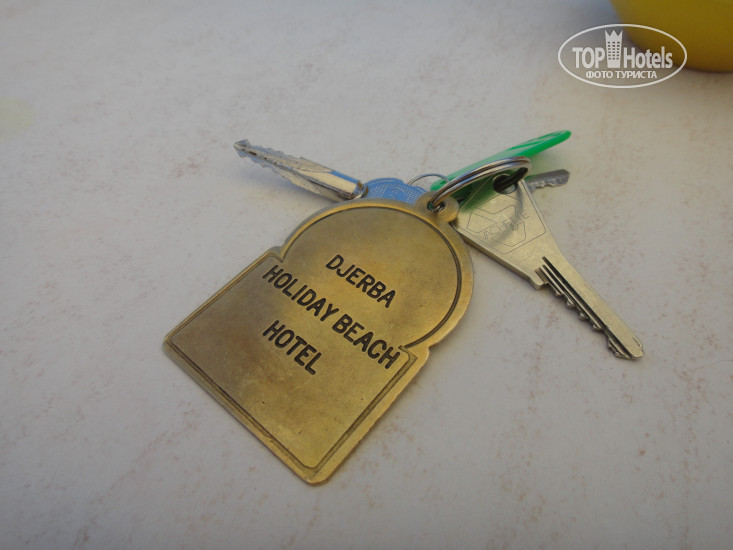 TOP Hotels
ФОТО ТУРИСТА
DJERBA
HOLIDAY BEACH
HOTEL